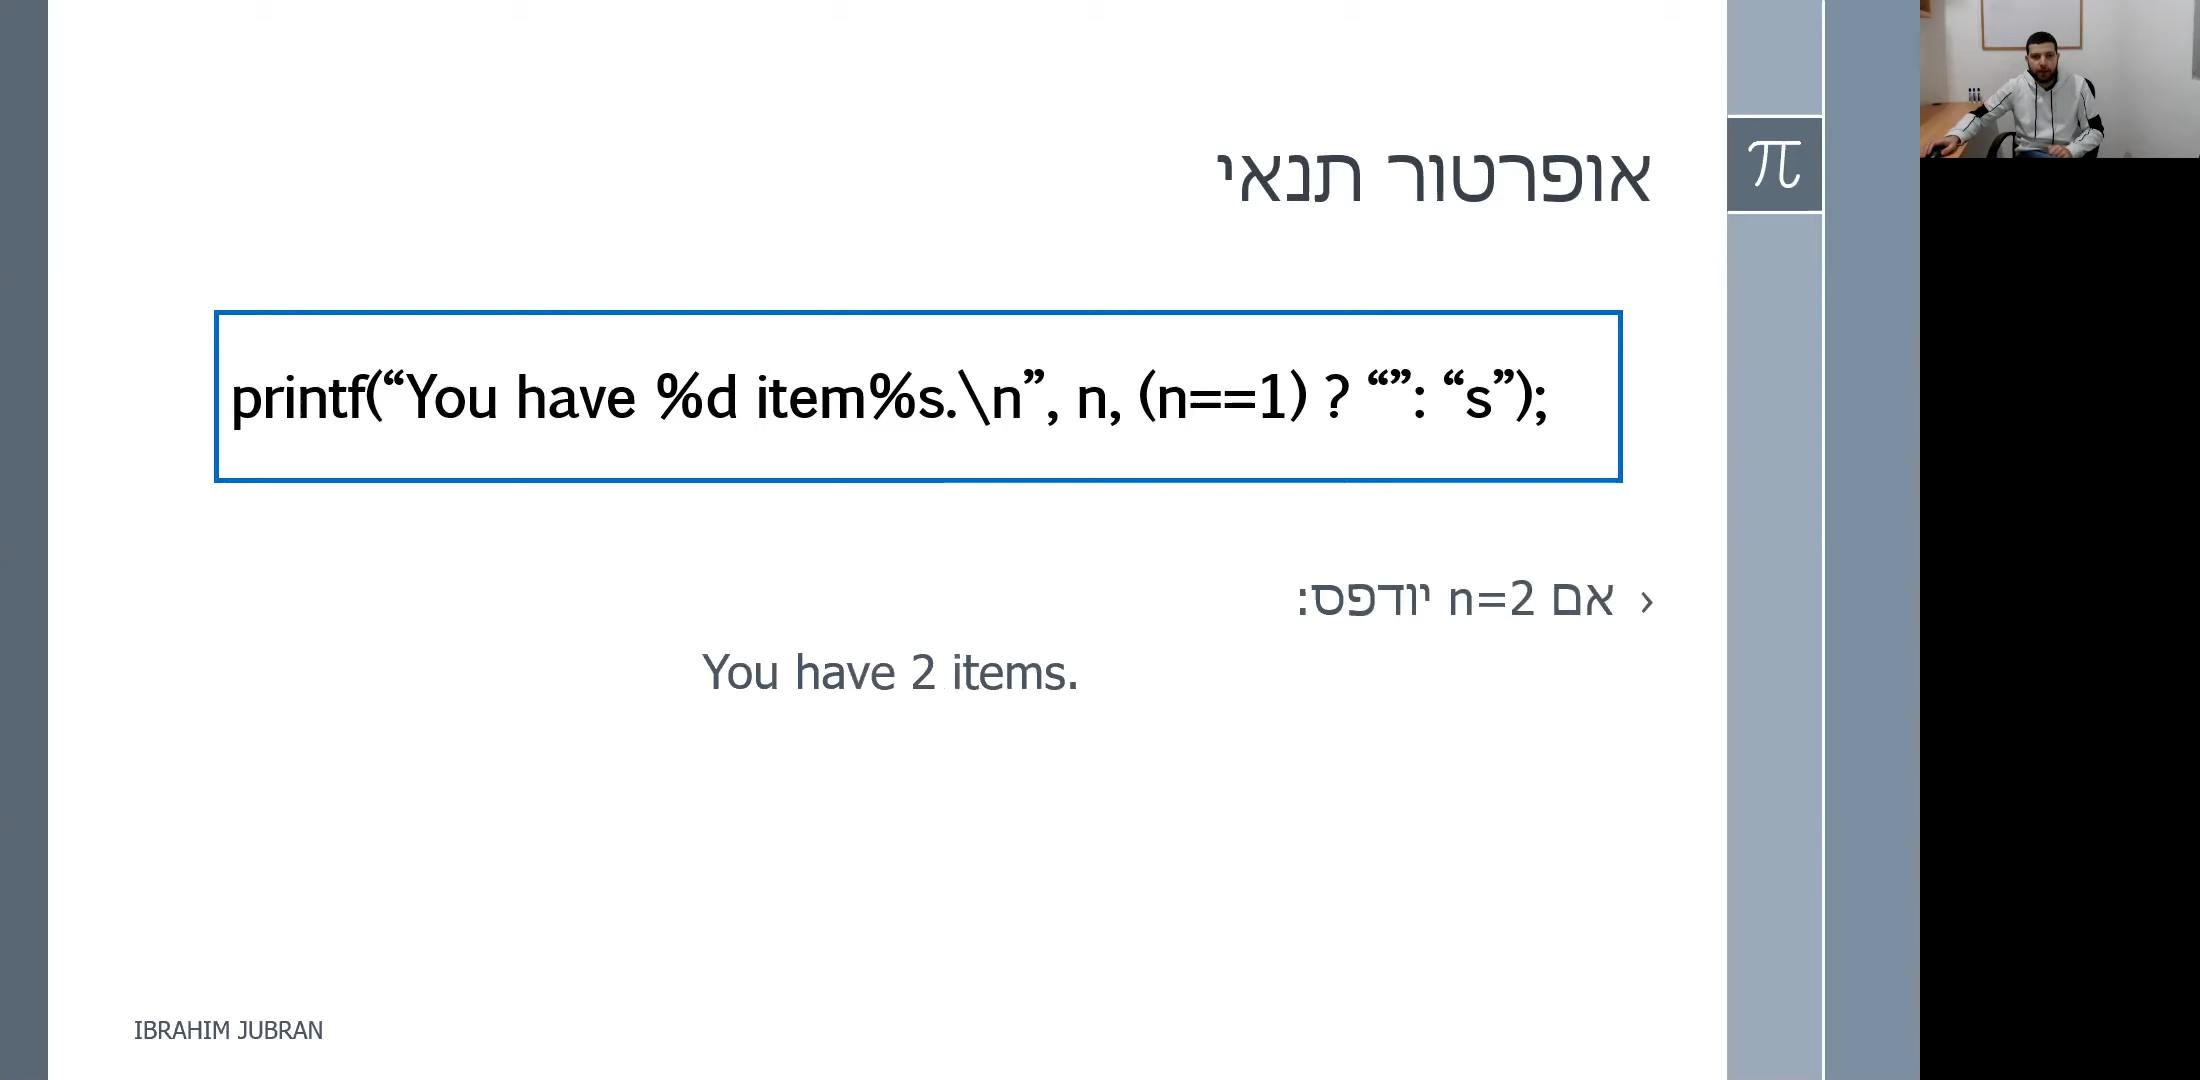 אופרטור תנאי
π
printf(“You have %d item%s.\n”, n, (n==1) ? “”: “s”);
‹ אם n=2 יודפס:
You have 2 items.
IBRAHIM JUBRAN